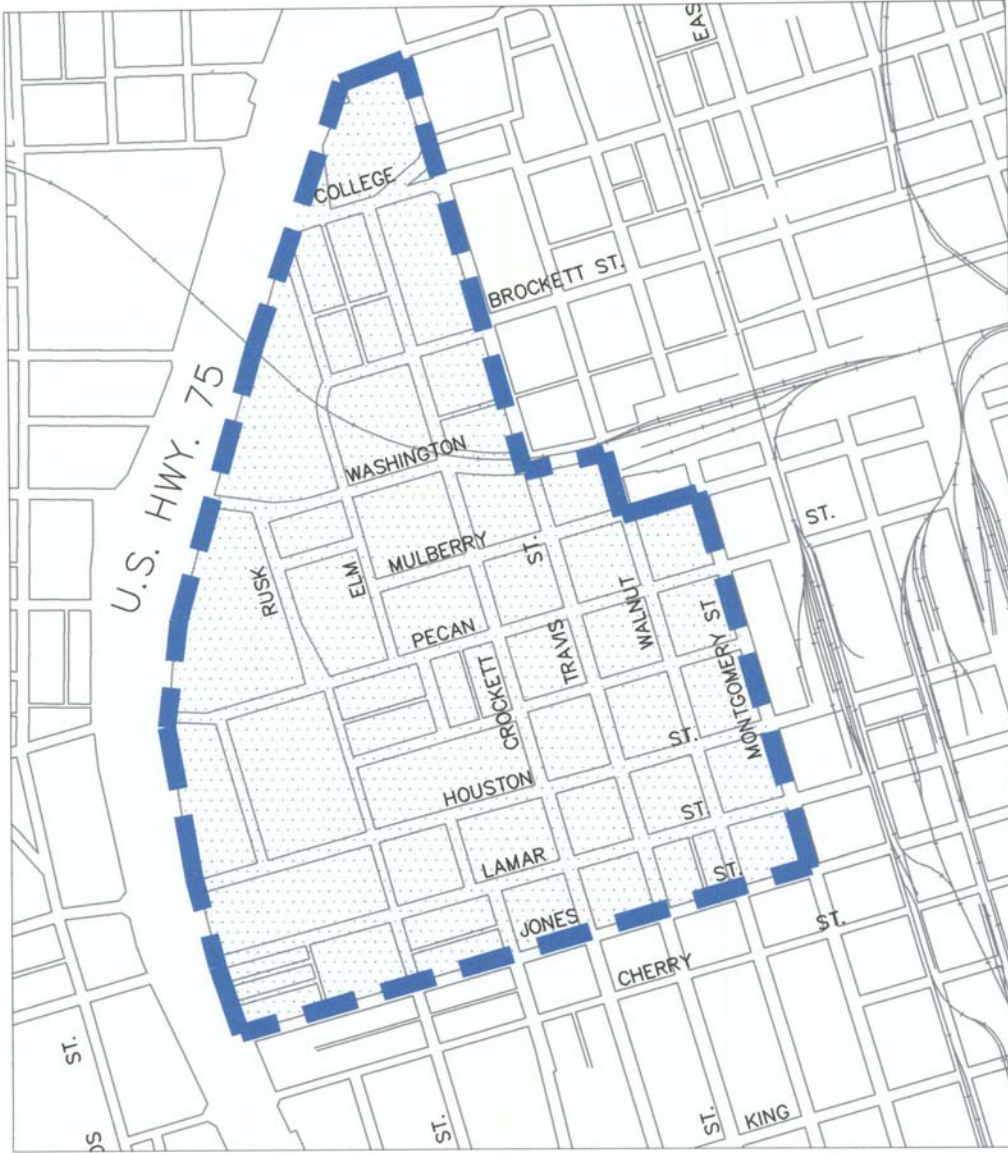 EAS
COLLEGE
BROCKETT ST.
U.S. HWY. 75
WASHINGTON
ST.
MULBERRY
ST.
RUSK
ELM
PECAN
WALNUT
TRAVIS
MONTGOMERY ST
CROCKETT
ST.
HOUSTON
ST.
LAMAR
ST.
JONES
ST.
CHERRY
ST.
ST.
ST.
KING
OS